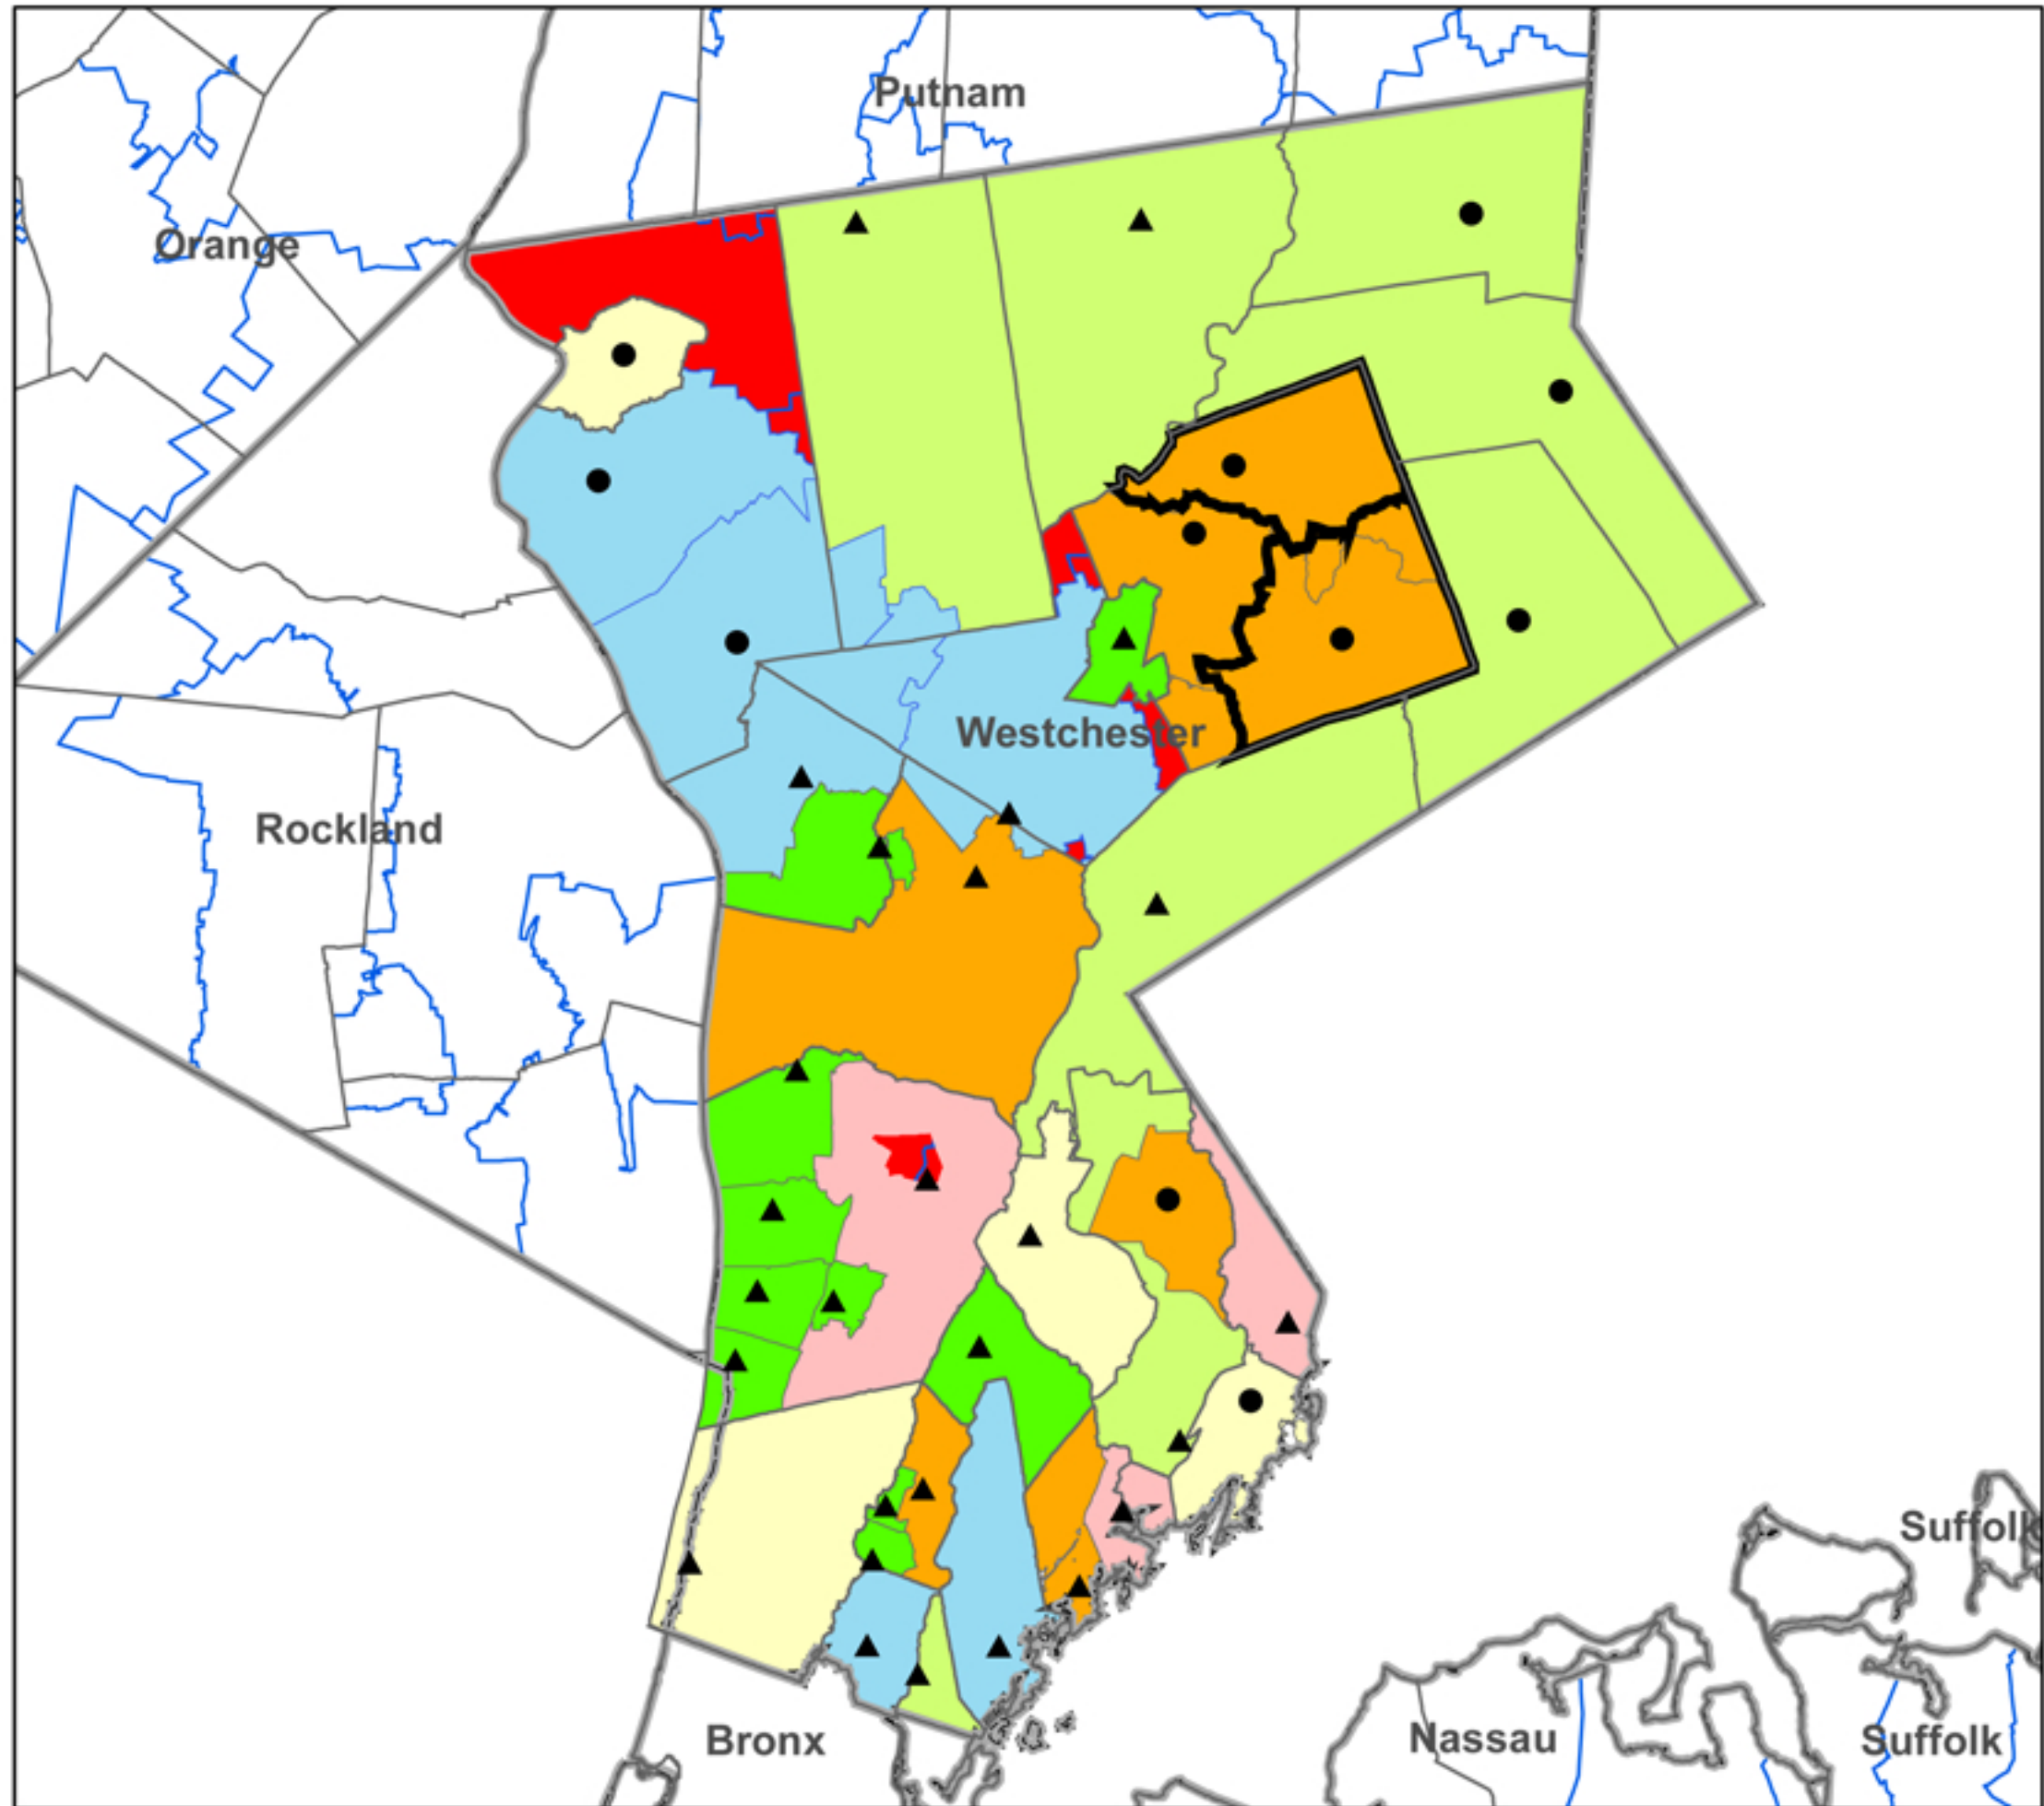 Putnam
Orange
Westchester
Rockland
Suffolk
Bronx
Nassau
Suffolk